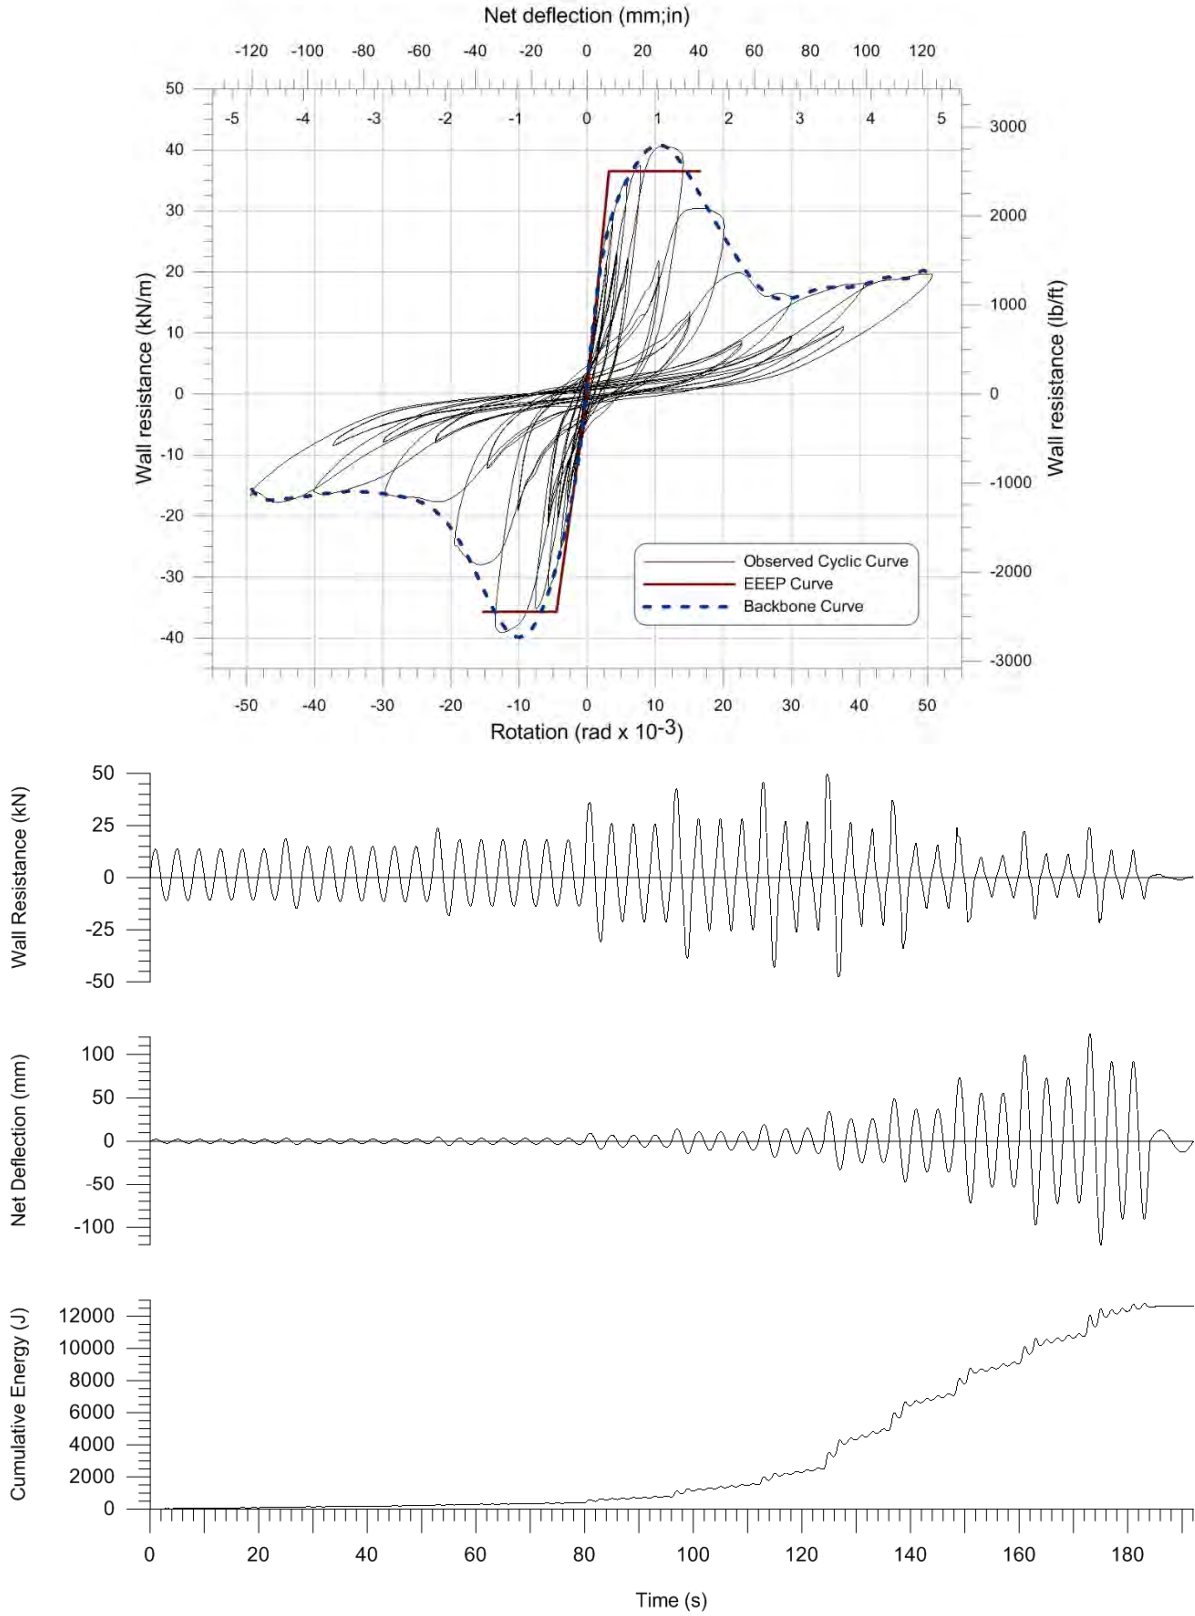 Net deflection (mm;in)
-120 -100 -80 -60 -40 -20 0 20 40 60 80 100 120
-5 -4 -3 -2 -1 0 1 2 3 4 5
Wall resistance (kN/m)
50
40
30
20
10
0
-10
-20
-30
-40
Wall resistance (lb/ft)
3000
2000
1000
0
-1000
-2000
-3000
Observed Cyclic Curve
EEEP Curve
Backbone Curve
-50 -40 -30 -20 -10 0 10 20 30 40 50
Rotation (rad x 10-3)
Wall Resistance (kN)
50
25
0
-25
-50
Net Deflection (mm)
100
50
0
-50
-100
Cumulative Energy (J)
12000
10000
8000
6000
4000
2000
0
0 20 40 60 80 100 120 140 160 180
Time (s)